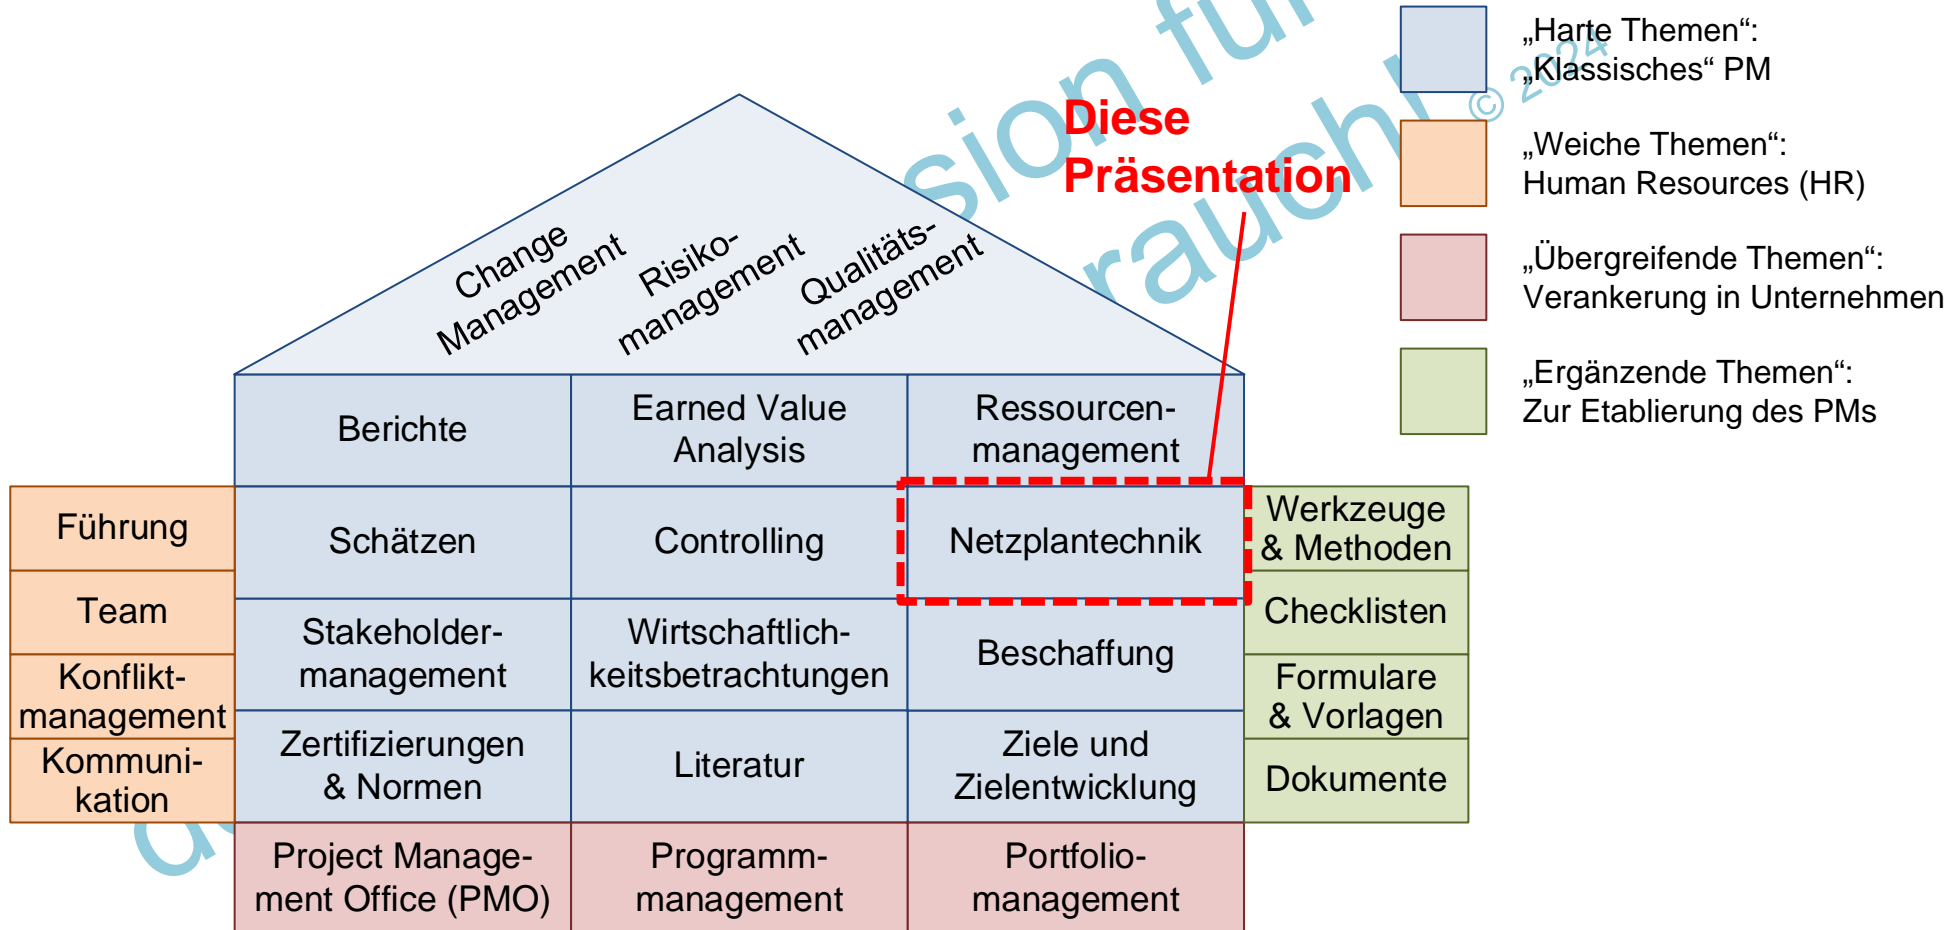 „Harte Themen“:
„Klassisches“ PM
„Weiche Themen“:
Human Resources (HR)
„Übergreifende Themen“:
Verankerung in Unternehmen
„Ergänzende Themen“:
Zur Etablierung des PMs
© 2024
Diese
Präsentation
Change
Management
Risiko-
management
Qualitäts-
management
Berichte
Earned Value
Analysis
Ressourcen-
management
Führung
Team
Konflikt-
management
Kommuni-
kation
Schätzen
Controlling
Netzplantechnik
Stakeholder-
management
Wirtschaftlich-
keitsbetrachtungen
Beschaffung
Zertifizierungen
& Normen
Literatur
Ziele und
Zielentwicklung
Werkzeuge
& Methoden
Checklisten
Formulare
& Vorlagen
Dokumente
Project Manage-
ment Office (PMO)
Programm-
management
Portfolio-
management